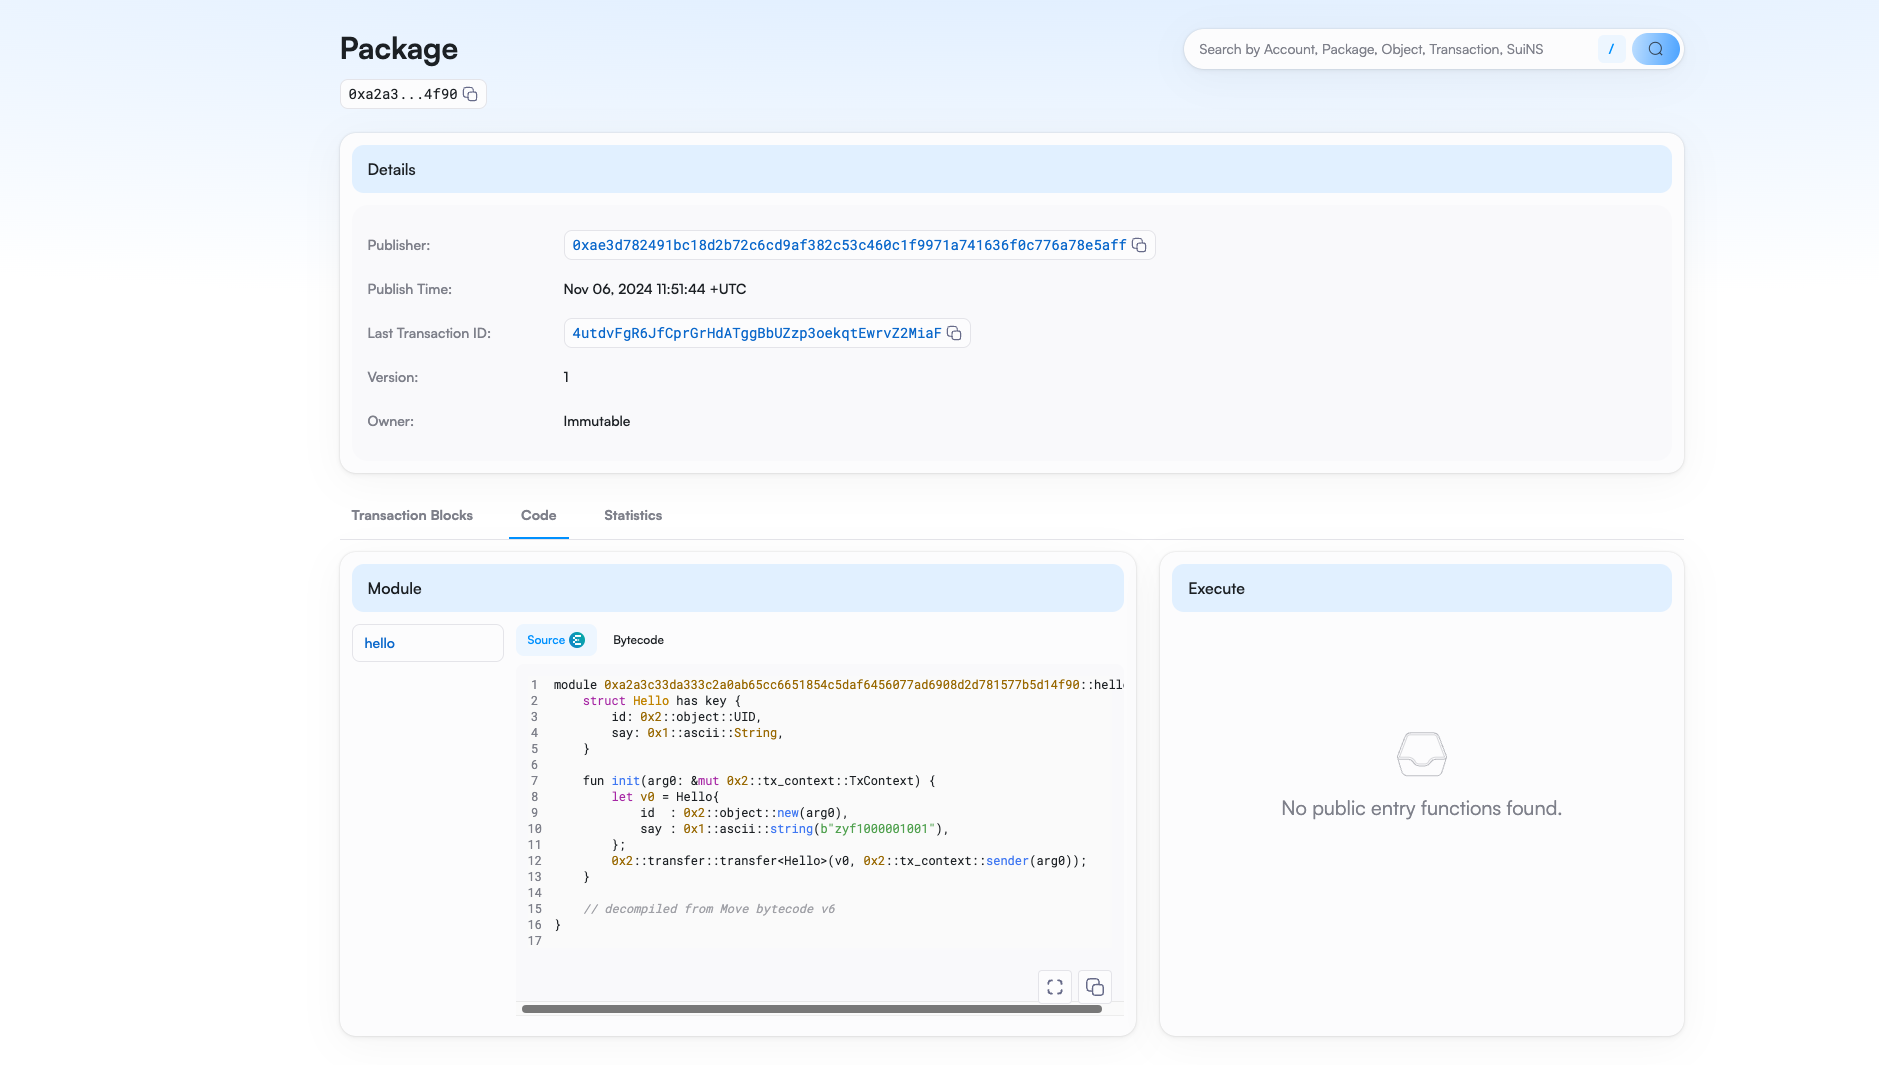 Package
Search by Account, Package, Object, Transaction, SuiNS
/
0xa2a3...4f90
Details
Publisher:
0xae3d782491bc18d2b72c6cd9af382c53c460c1f9971a741636f0c776a78e5aff
Publish Time:
Nov 06, 2024 11:51:44 +UTC
Last Transaction ID:
4utdvFgR6JfCprGrHdATggBbUZzp3oekqtEwrvZ2MiaF
Version:
1
Owner:
Immutable
Transaction Blocks
Code
Statistics
Module
hello
Source
Bytecode
1 module 0xa2a3c33da333c2a0ab65cc6651854c5daf6456077ad6908d2d781577b5d14f90::hello
2     struct Hello has key {
3         id: 0x2::object::UID,
4         say: 0x1::ascii::String,
5     }
6
7     fun init(arg0: &mut 0x2::tx_context::TxContext) {
8         let v0 = Hello{
9             id  : 0x2::object::new(arg0),
10             say : 0x1::ascii::string(b"zyf1000001001"),
11         };
12         0x2::transfer::transfer<Hello>(v0, 0x2::tx_context::sender(arg0));
13     }
14
15     // decompiled from Move bytecode v6
16 }
17
Execute
No public entry functions found.